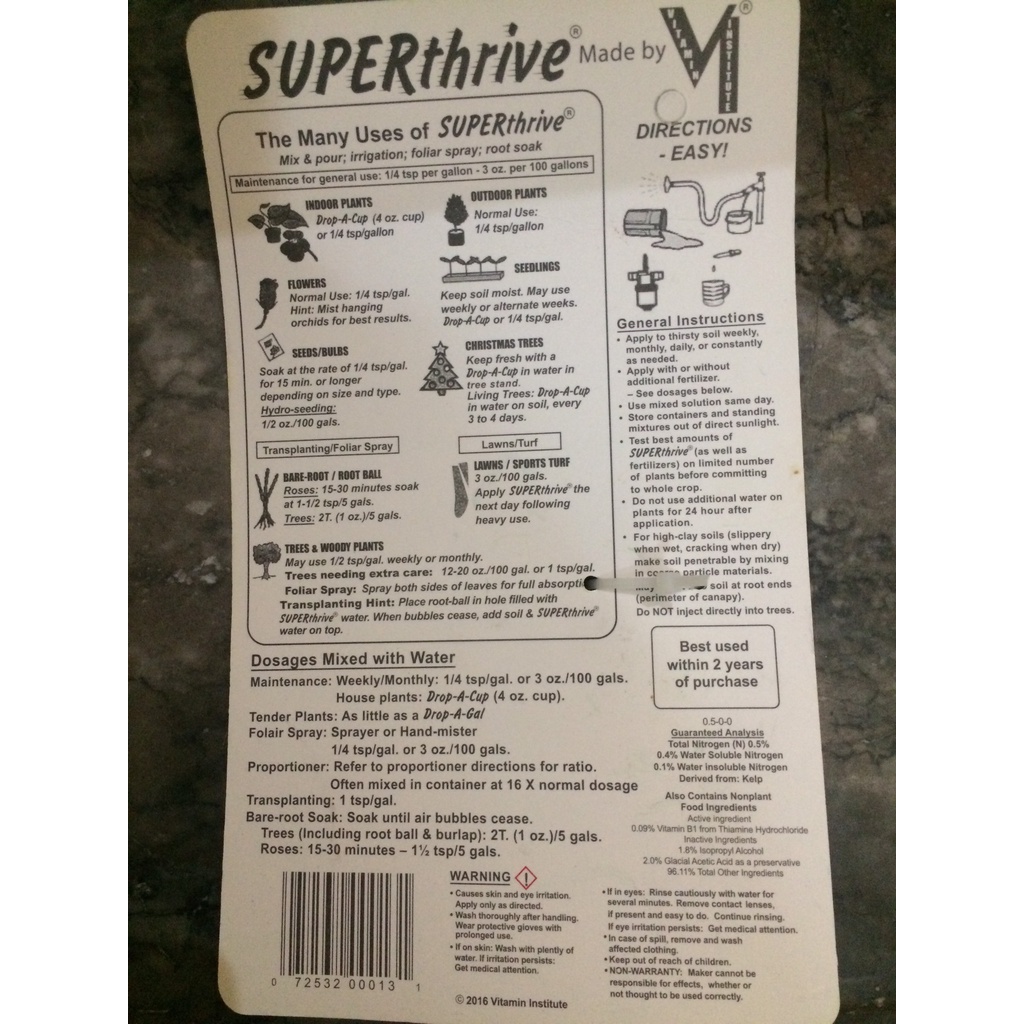 SUPERthrive® Made by VITAMIN INSTITUTE ®
The Many Uses of SUPERthrive®
Mix & pour; irrigation; foliar spray; root soak
Maintenance for general use: 1/4 tsp per gallon - 3 oz. per 100 gallons
INDOOR PLANTS
Drop-A-Cup (4 oz. cup)
or 1/4 tsp/gallon
OUTDOOR PLANTS
Normal Use:
1/4 tsp/gallon
FLOWERS
Normal Use: 1/4 tsp/gal.
Hint: Mist hanging
orchids for best results.
SEEDLINGS
Keep soil moist. May use
weekly or alternate weeks.
Drop-A-Cup or 1/4 tsp/gal.
SEEDS/BULBS
Soak at the rate of 1/4 tsp/gal.
for 15 min. or longer
depending on size and type.
Hydro-seeding:
1/2 oz./100 gals.
CHRISTMAS TREES
Keep fresh with a
Drop-A-Cup in water in
tree stand.
Living Trees: Drop-A-Cup
in water on soil, every
3 to 4 days.
Transplanting/Foliar Spray
BARE-ROOT / ROOT BALL
Roses: 15-30 minutes soak
at 1-1/2 tsp/5 gals.
Trees: 2T. (1 oz.)/5 gals.
Lawns/Turf
LAWNS / SPORTS TURF
3 oz./100 gals.
Apply SUPERthrive® the
next day following
heavy use.
TREES & WOODY PLANTS
May use 1/2 tsp/gal. weekly or monthly.
Trees needing extra care: 12-20 oz./100 gal. or 1 tsp/gal.
Foliar Spray: Spray both sides of leaves for full absorpti
Transplanting Hint: Place root-ball in hole filled with
SUPERthrive® water. When bubbles cease, add soil & SUPERthrive®
water on top.
Dosages Mixed with Water
Maintenance: Weekly/Monthly: 1/4 tsp/gal. or 3 oz./100 gals.
House plants: Drop-A-Cup (4 oz. cup).
Tender Plants: As little as a Drop-A-Gal
Folair Spray: Sprayer or Hand-mister
1/4 tsp/gal. or 3 oz./100 gals.
Proportioner: Refer to proportioner directions for ratio.
Often mixed in container at 16 X normal dosage
Transplanting: 1 tsp/gal.
Bare-root Soak: Soak until air bubbles cease.
Trees (Including root ball & burlap): 2T. (1 oz.)/5 gals.
Roses: 15-30 minutes – 1½ tsp/5 gals.
DIRECTIONS
- EASY!
General Instructions
• Apply to thirsty soil weekly,
monthly, daily, or constantly
as needed.
• Apply with or without
additional fertilizer.
– See dosages below.
• Use mixed solution same day.
• Store containers and standing
mixtures out of direct sunlight.
• Test best amounts of
SUPERthrive® (as well as
fertilizers) on limited number
of plants before committing
to whole crop.
• Do not use additional water on
plants for 24 hour after
application.
• For high-clay soils (slippery
when wet, cracking when dry)
make soil penetrable by mixing
in coarse particle materials.
May soil at root ends
(perimeter of canapy).
Do NOT inject directly into trees.
Best used
within 2 years
of purchase
0.5-0-0
Guaranteed Analysis
Total Nitrogen (N) 0.5%
0.4% Water Soluble Nitrogen
0.1% Water insoluble Nitrogen
Derived from: Kelp
Also Contains Nonplant
Food Ingredients
Active ingredient
0.09% Vitamin B1 from Thiamine Hydrochloride
Inactive Ingredients
1.8% Isopropyl Alcohol
2.0% Glacial Acetic Acid as a preservative
96.11% Total Other Ingredients
WARNING !
• Causes skin and eye irritation.
Apply only as directed.
• Wash thoroughly after handling.
Wear protective gloves with
prolonged use.
• If on skin: Wash with plently of
water. If irritation persists:
Get medical attention.
• If in eyes: Rinse cautiously with water for
several minutes. Remove contact lenses,
if present and easy to do. Continue rinsing.
If eye irritation persists: Get medical attention.
• In case of spill, remove and wash
affected clothing.
• Keep out of reach of children.
• NON-WARRANTY: Maker cannot be
responsible for effects, whether or
not thought to be used correctly.
0 72532 00013 1
© 2016 Vitamin Institute